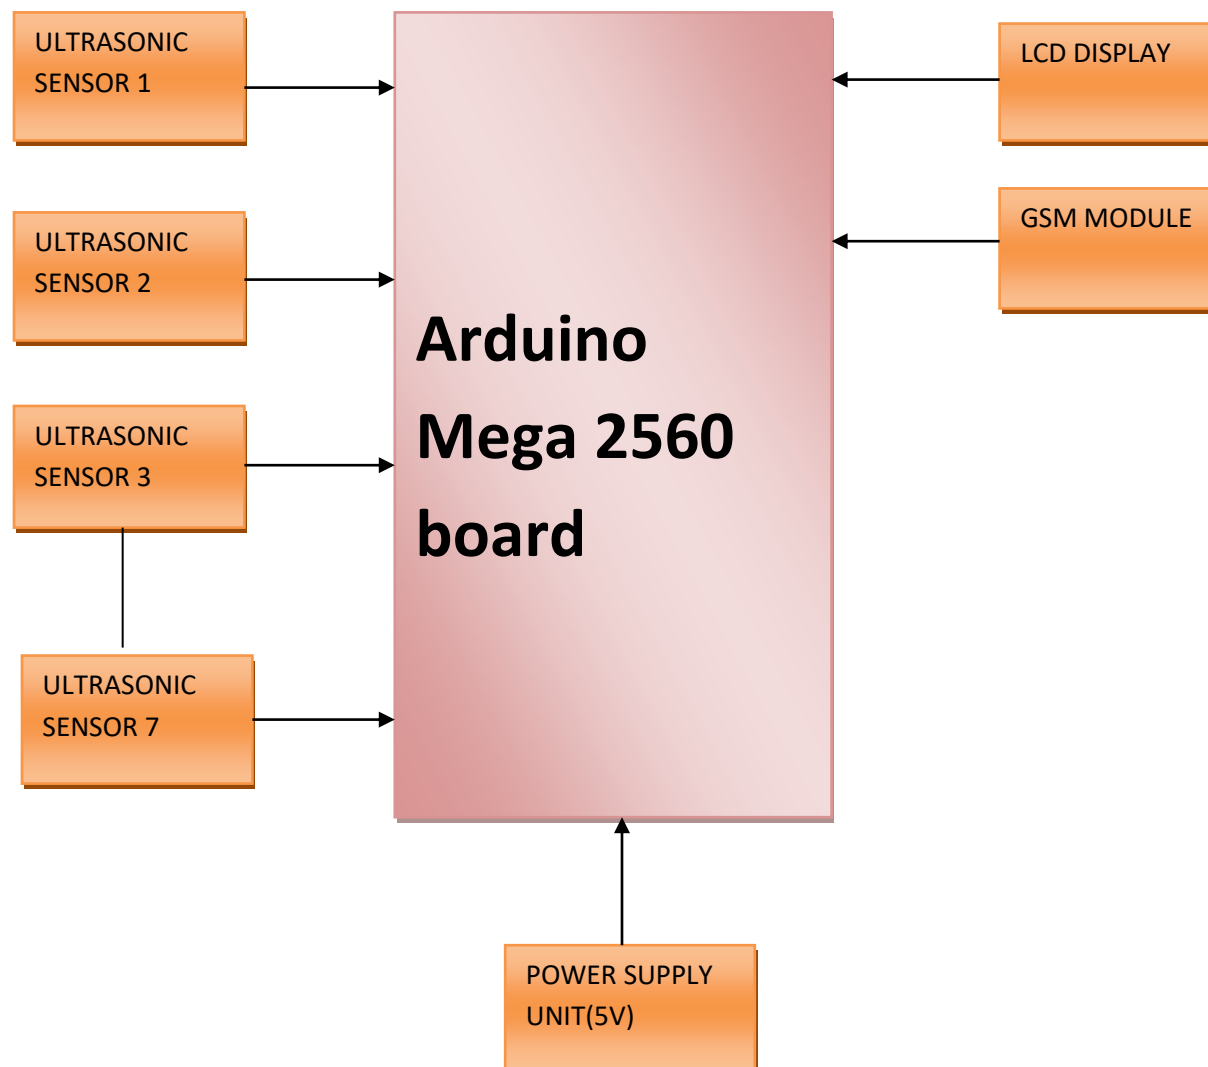 ULTRASONIC
SENSOR 1
ULTRASONIC
SENSOR 2
ULTRASONIC
SENSOR 3
ULTRASONIC
SENSOR 7
Arduino
Mega 2560
board
LCD DISPLAY
GSM MODULE
POWER SUPPLY
UNIT(5V)